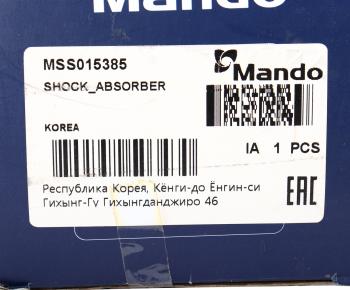 Mando
MSS015385
Mando
SHOCK_ABSORBER
KOREA
IA 1 PCS
Республика Корея, Кёнги-до Ёнгин-си
Гихынг-Гу Гихынгданджиро 46
EAC